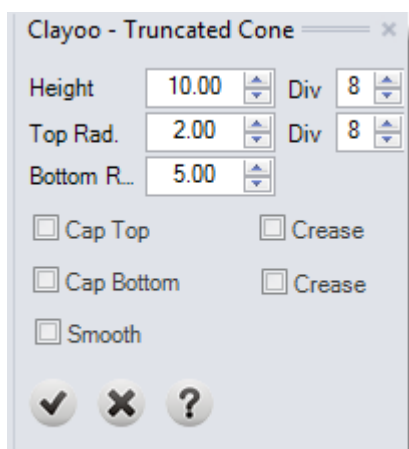 Clayoo - Truncated Cone
Height 10.00 Div 8
Top Rad. 2.00 Div 8
Bottom R... 5.00
Cap Top Crease
Cap Bottom Crease
Smooth
?